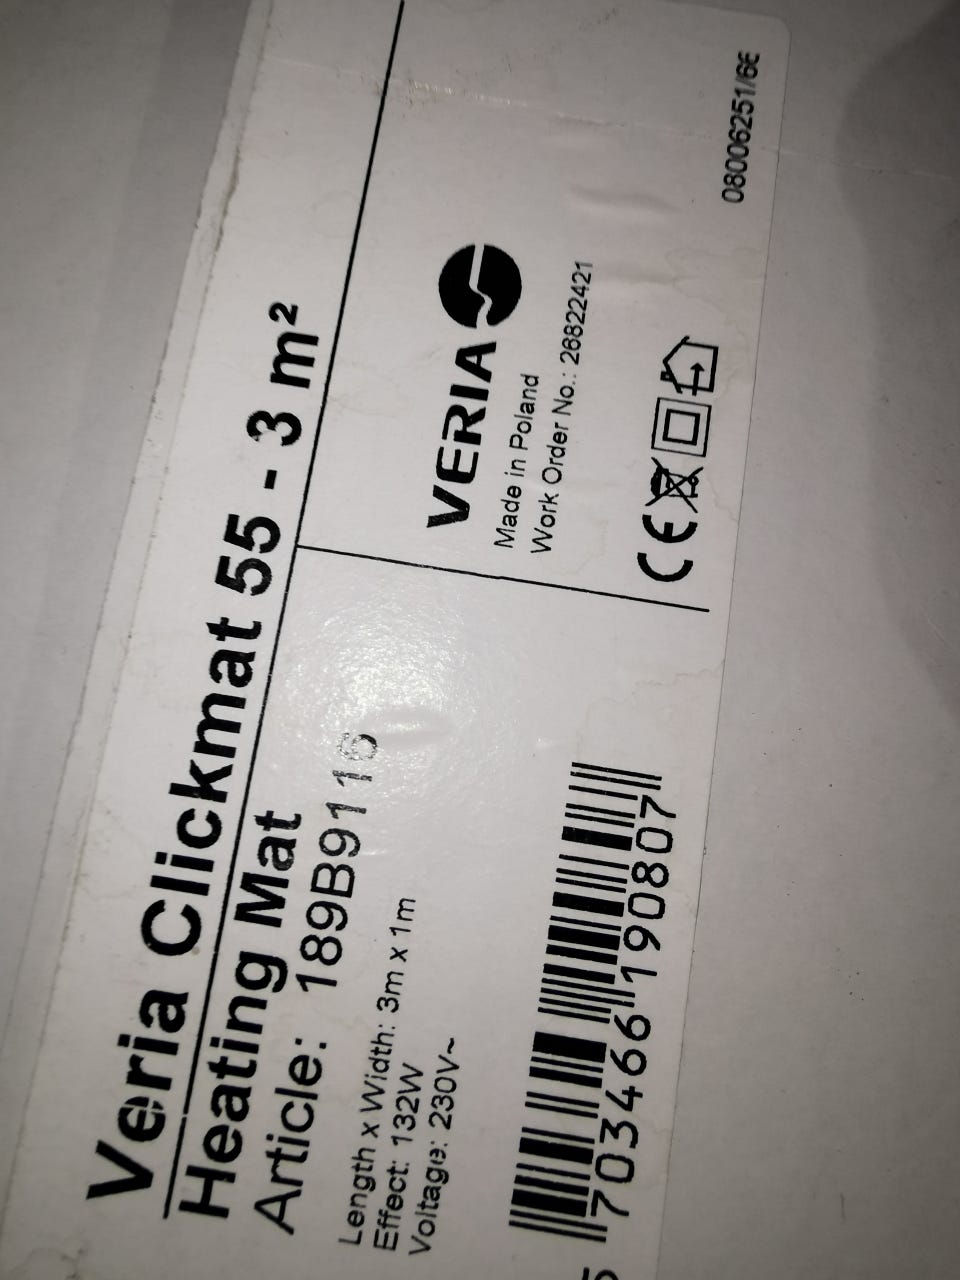 Veria Clickmat 55 - 3 m²
Heating Mat
Article: 189B9116
Length x Width: 3m x 1m
Effect: 132W
Voltage: 230V~
5 703466 190807
VERIA
Made in Poland
Work Order No.: 26822421
CE
08006251/6E